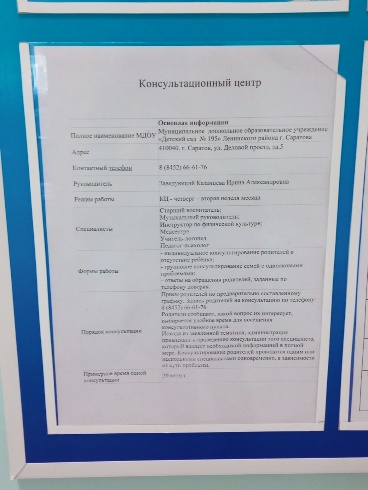 Консультационный центр
Основная информация
Полное наименование МДОУ
Муниципальное дошкольное образовательное учреждение
«Детский сад № 195» Ленинского района г. Саратова
Адрес
410040, г. Саратов, ул. Деловой проезд, зд.5
Контактный телефон
8 (8452) 66-61-76
Руководитель
Заведующий Ирина Александровна
Режим работы
КЦ - четверг – вторая неделя месяца
Специалисты
Старший воспитатель;
Музыкальный руководитель;
Инструктор по физической культуре;
Медсестра
Учитель-логопед
Педагог-психолог
Формы работы
- индивидуальное консультирование родителей в
отсутствие ребенка;
- групповое консультирование семей с одинаковыми
проблемами;
- ответы на обращения родителей, заданные по
телефону доверия.
Порядок консультации
Прием родителей по предварительно составленному
графику. Запись родителей на консультацию по телефону:
8 (8452) 66-61-76
Родители сообщают, какой вопрос их интересует,
выбирается удобное время для посещения
консультативного пункта.
Исходя из заявленной тематики, администрация
привлекает к проведению консультации того специалиста,
который владеет необходимой информацией в полной
мере. Консультирование родителей проводится одним или
несколькими специалистами одновременно, в зависимости
от сути проблемы.
Примерное время одной
консультации